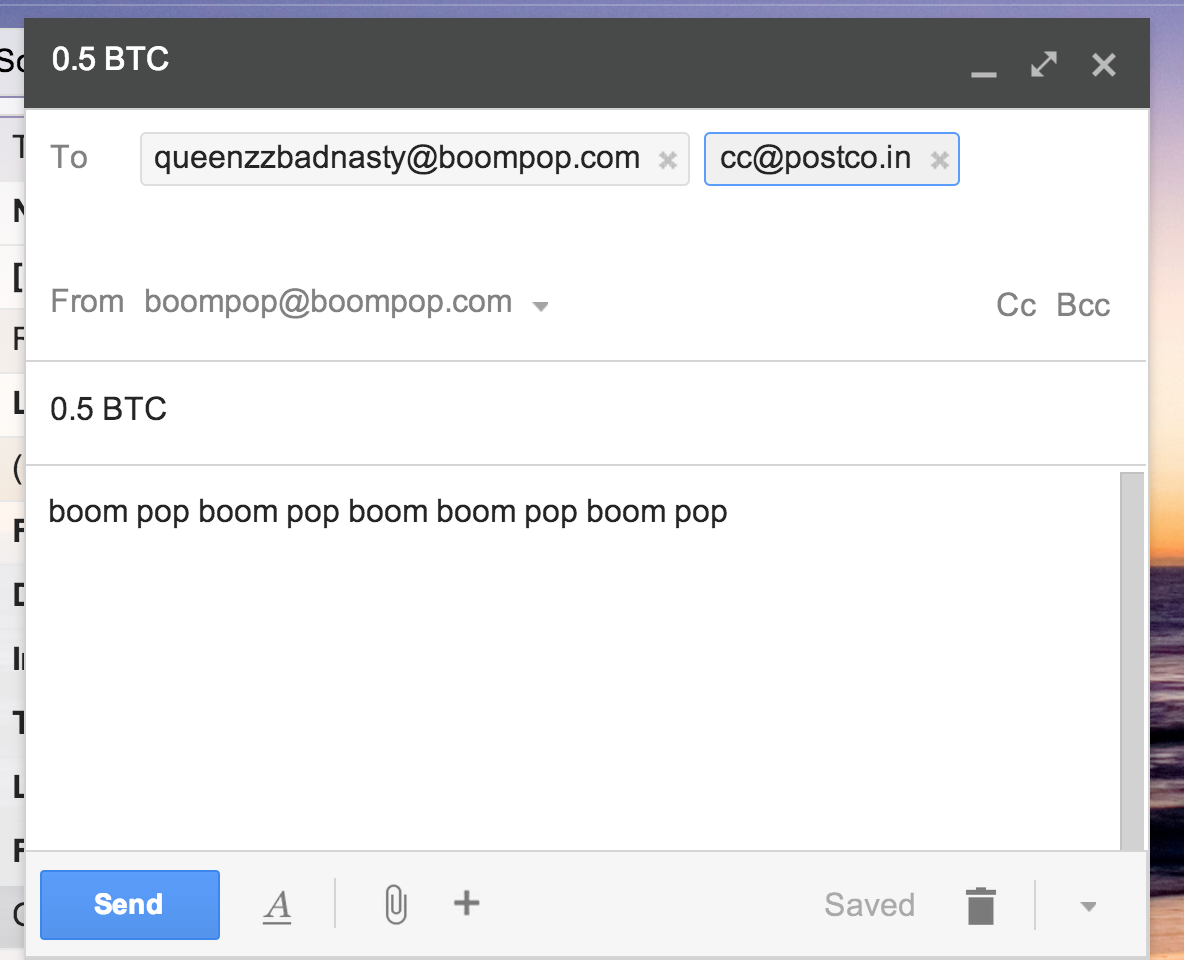 0.5 BTC
To queenzzbadnasty@boompop.com cc@postco.in
From boompop@boompop.com Cc Bcc
0.5 BTC
boom pop boom pop boom boom pop boom pop
Send A Saved